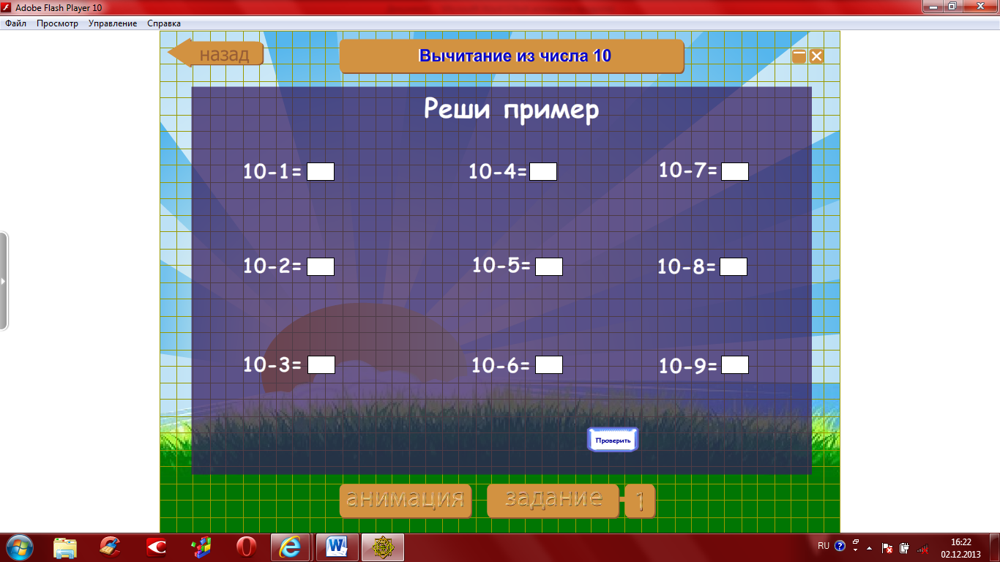 Adobe Flash Player 10
Файл Просмотр Управление Справка
назад
Вычитание из числа 10
Реши пример
10-1= 10-4= 10-7=
10-2= 10-5= 10-8=
10-3= 10-6= 10-9=
Проверить
анимация задание 1
RU 16:22
02.12.2013